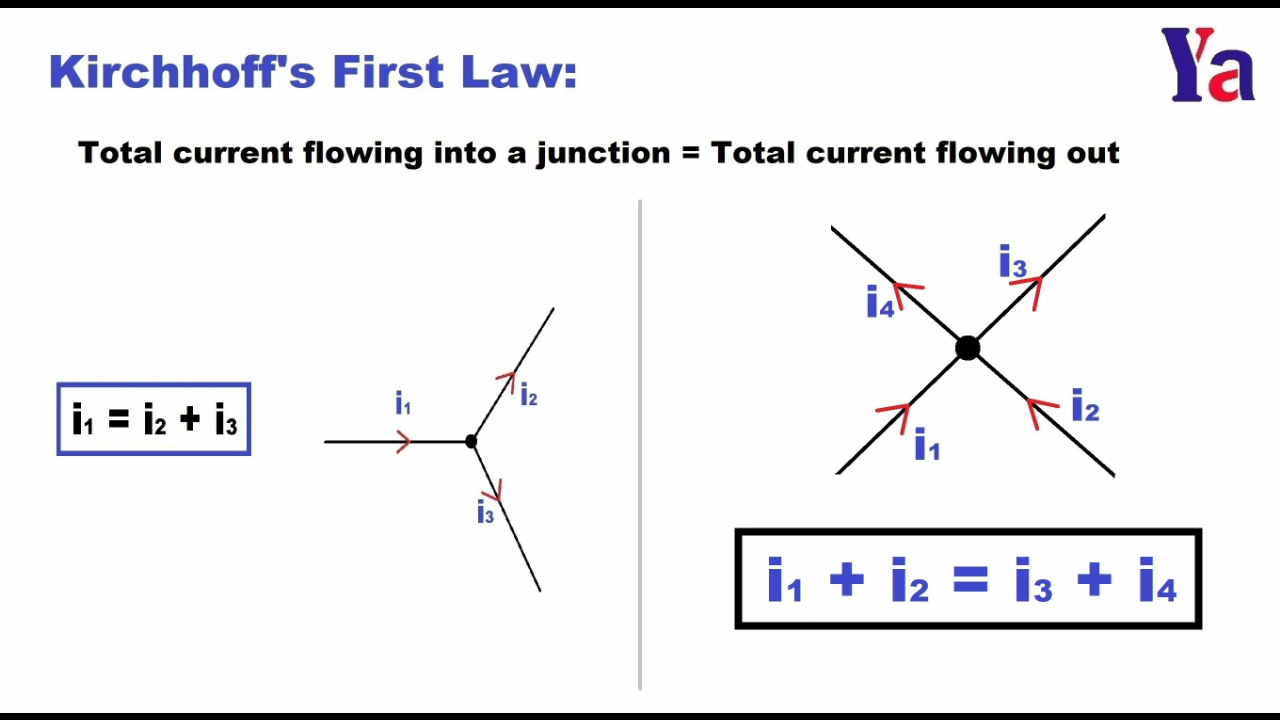 Kirchhoff's First Law:
Ya
Total current flowing into a junction = Total current flowing out
i₁ = i₂ + i₃
i₁
i₂
i₃
i₄
i₃
i₁
i₂
i₁ + i₂ = i₃ + i₄